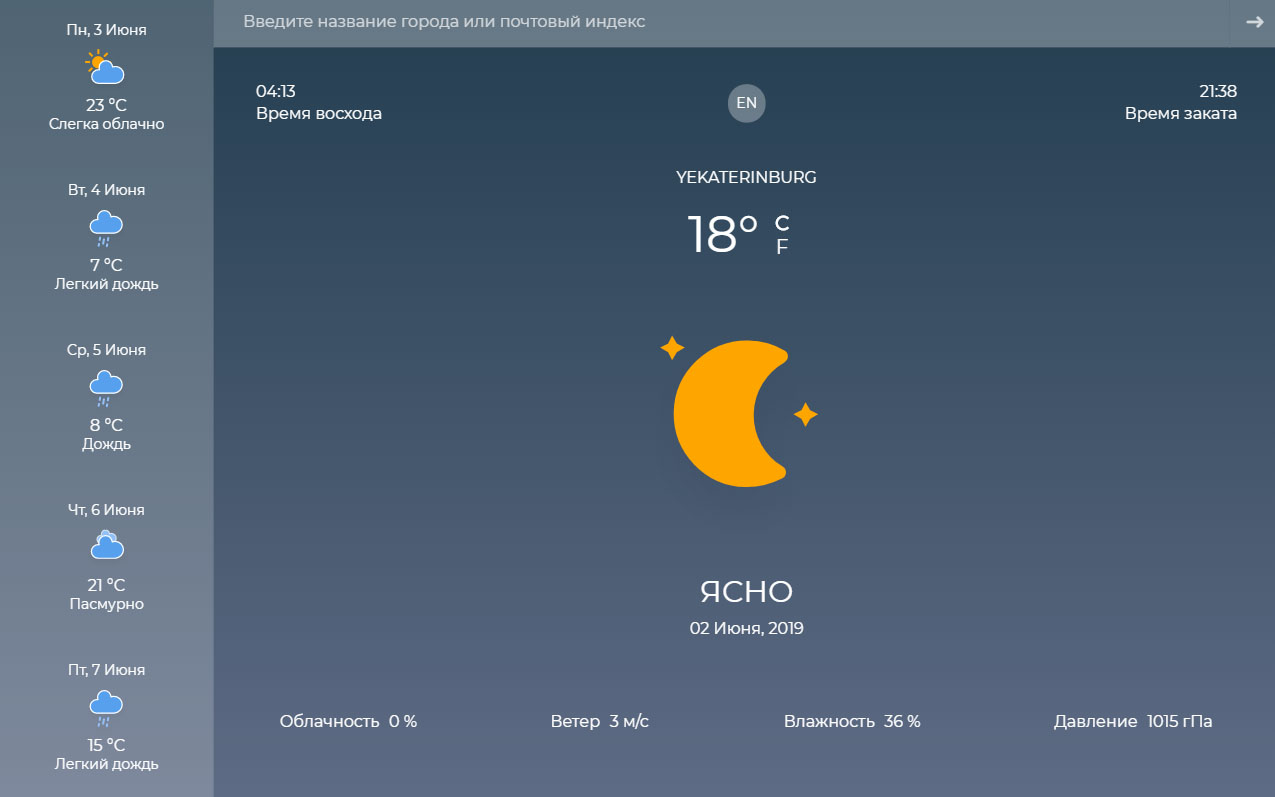 Пн, 3 Июня
23 °C
Слегка облачно
Вт, 4 Июня
7 °C
Легкий дождь
Ср, 5 Июня
8 °C
Дождь
Чт, 6 Июня
21 °C
Пасмурно
Пт, 7 Июня
15 °C
Легкий дождь
Введите название города или почтовый индекс
04:13
Время восхода
EN
21:38
Время заката
YEKATERINBURG
18° C
F
ЯСНО
02 Июня, 2019
Облачность 0 % Ветер 3 м/с Влажность 36 % Давление 1015 гПа